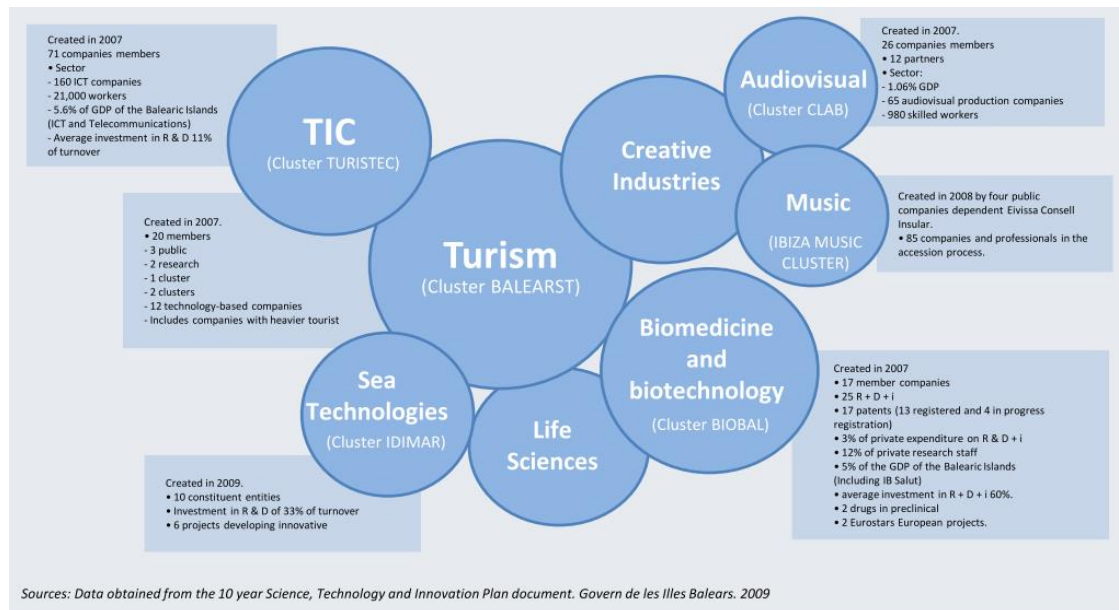 Created in 2007
71 companies members
• Sector
- 160 ICT companies
- 21,000 workers
- 5.6% of GDP of the Balearic Islands
(ICT and Telecommunications)
- Average investment in R & D 11%
of turnover
TIC
(Cluster TURISTEC)
Audiovisual
(Cluster CLAB)
Created in 2007.
26 companies members
• 12 partners
• Sector:
- 1.06% GDP
- 65 audiovisual production companies
- 980 skilled workers
Creative
Industries
Music
(IBIZA MUSIC
CLUSTER)
Created in 2008 by four public
companies dependent Eivissa Consell
Insular.
• 85 companies and professionals in the
accession process.
Created in 2007.
• 20 members
- 3 public
- 2 research
- 1 cluster
- 2 clusters
- 12 technology-based companies
- Includes companies with heavier tourist
Turism
(Cluster BALEARST)
Biomedicine
and
biotechnology
(Cluster BIOBAL)
Created in 2007
• 17 member companies
• 25 R + D + i
• 17 patents (13 registered and 4 in progress
registration)
• 3% of private expenditure on R & D + i
• 12% of private research staff
• 5% of the GDP of the Balearic Islands
(Including IB Salut)
• average investment in R + D + i 60%.
• 2 drugs in preclinical
• 2 Eurostars European projects.
Sea
Technologies
(Cluster IDIMAR)
Life
Sciences
Created in 2009.
• 10 constituent entities
• Investment in R & D of 33% of turnover
• 6 projects developing innovative
Sources: Data obtained from the 10 year Science, Technology and Innovation Plan document. Govern de les Illes Balears. 2009